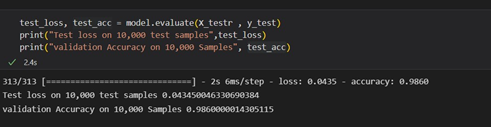 test_loss, test_acc = model.evaluate(X_testr , y_test)
print("Test loss on 10,000 test samples",test_loss)
print("validation Accuracy on 10,000 Samples", test_acc)
✓ 2.4s
313/313 [==============================] - 2s 6ms/step - loss: 0.0435 - accuracy: 0.9860
Test loss on 10,000 test samples 0.043450046330690384
validation Accuracy on 10,000 Samples 0.9860000014305115